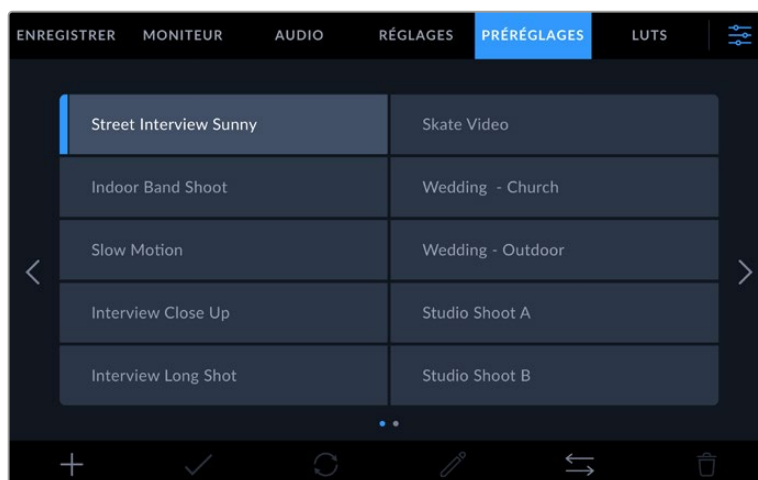 ENREGISTRER MONITEUR AUDIO RÉGLAGES PRÉRÉGLAGES LUTS
Street Interview Sunny
Skate Video
Indoor Band Shoot
Wedding - Church
Slow Motion
Wedding - Outdoor
Interview Close Up
Studio Shoot A
Interview Long Shot
Studio Shoot B